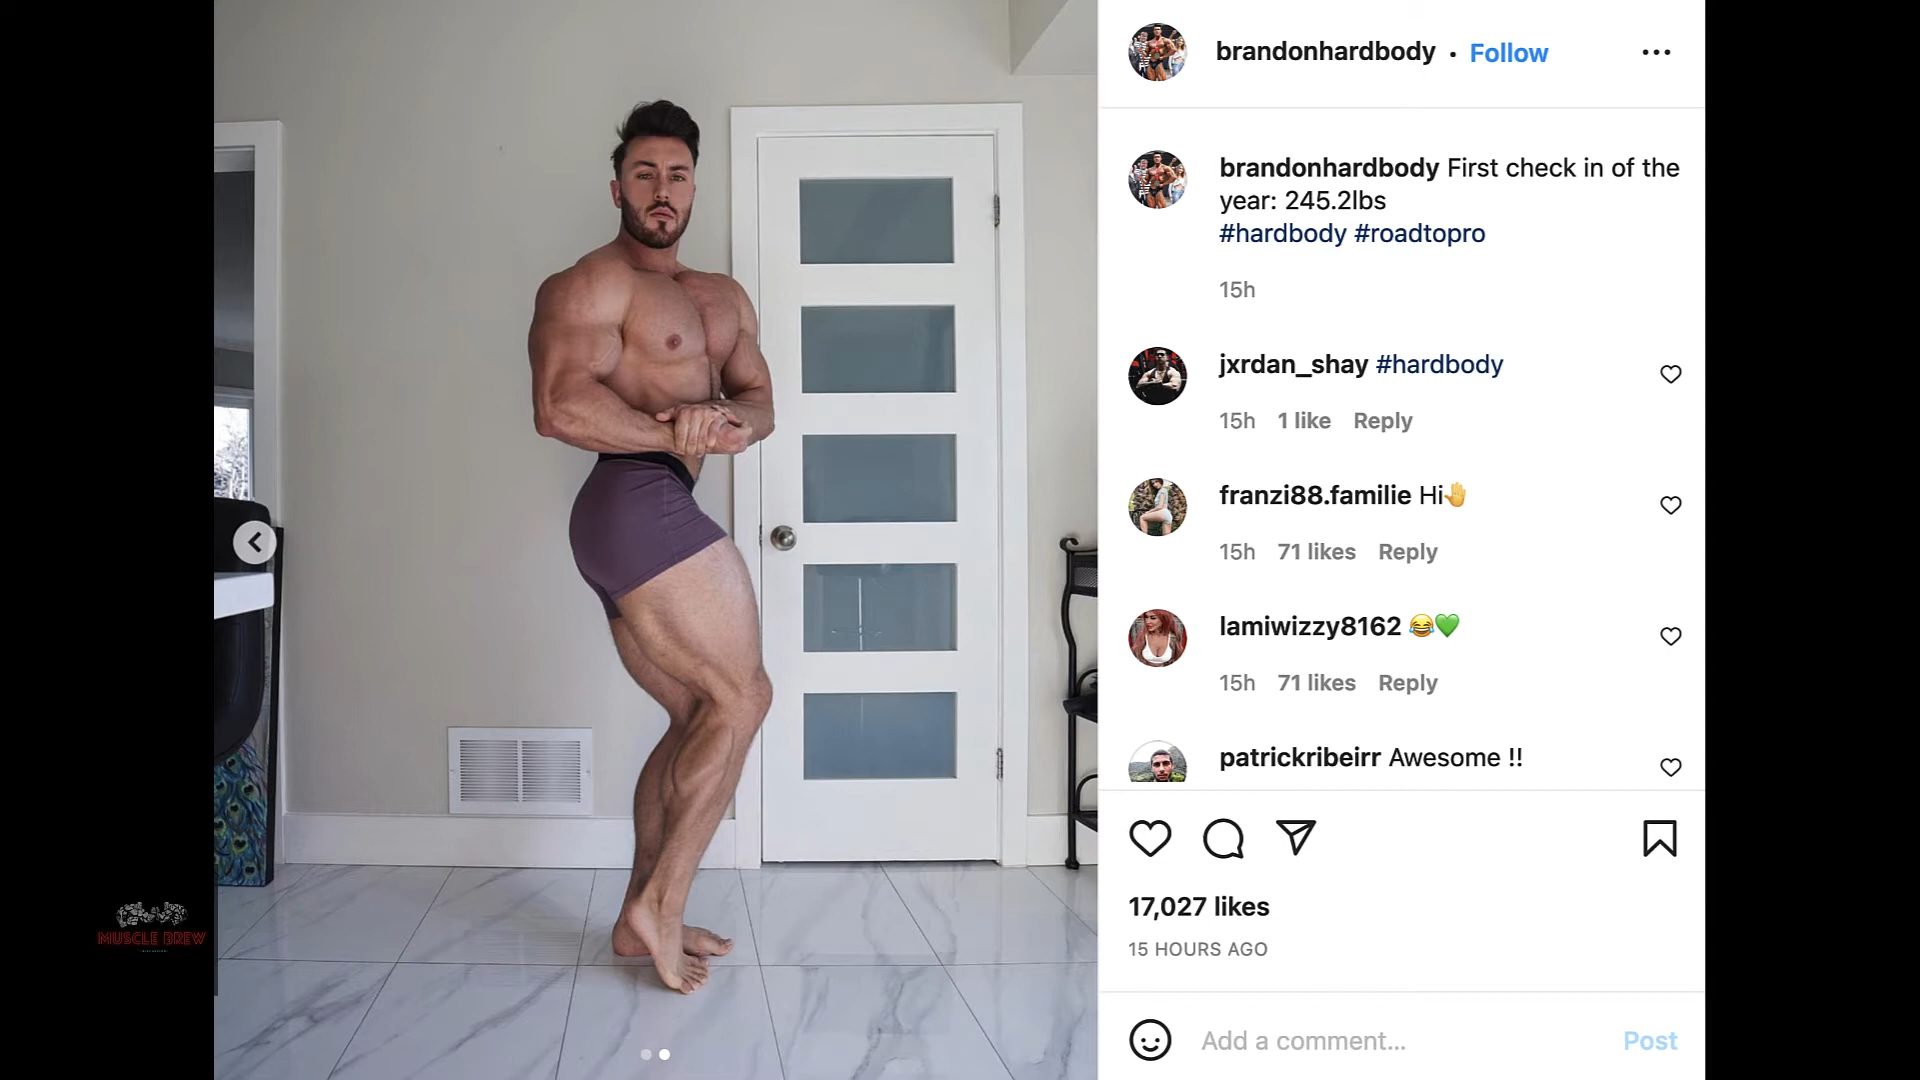 brandonhardbody • Follow
brandonhardbody First check in of the
year: 245.2lbs
#hardbody #roadtopro
15h
jxrdan_shay #hardbody
15h 1 like Reply
franzi88.familie Hi🤚
15h 71 likes Reply
lamiwizzy8162 😂💚
15h 71 likes Reply
patrickribeirr Awesome !!
17,027 likes
15 HOURS AGO
Add a comment... Post
MUSCLE BREW